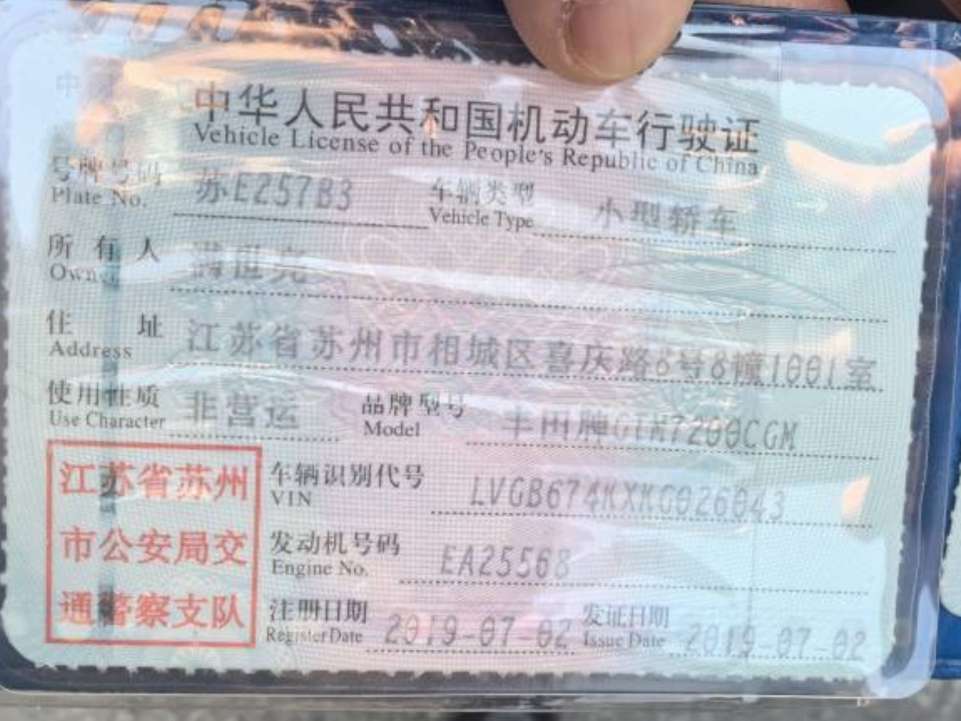 中华人民共和国机动车行驶证
Vehicle License of the People's Republic of China
号牌号码 苏E257B3 车辆类型 小型轿车
Plate No. Vehicle Type
所有人 满世亮
Owner
住址 江苏省苏州市相城区喜庆路8号8幢1001室
Address
使用性质 非营运 品牌型号 丰田牌GTM7200CGM
Use Character Model
江苏省苏州
市公安局交
通警察支队
车辆识别代号 LVGB674KXKG026043
VIN
发动机号码 EA25568
Engine No.
注册日期 2019-07-02 发证日期 2019-07-02
Register Date Issue Date